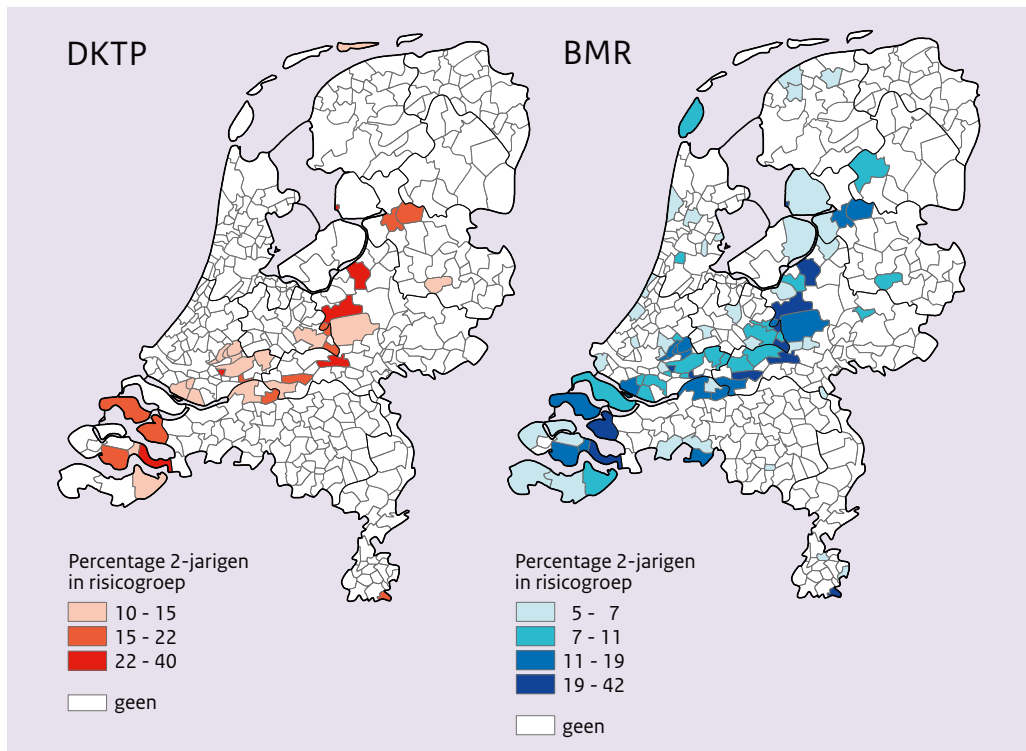 DKTP
Percentage 2-jarigen
in risicogroep
10 - 15
15 - 22
22 - 40
geen
BMR
Percentage 2-jarigen
in risicogroep
5 - 7
7 - 11
11 - 19
19 - 42
geen